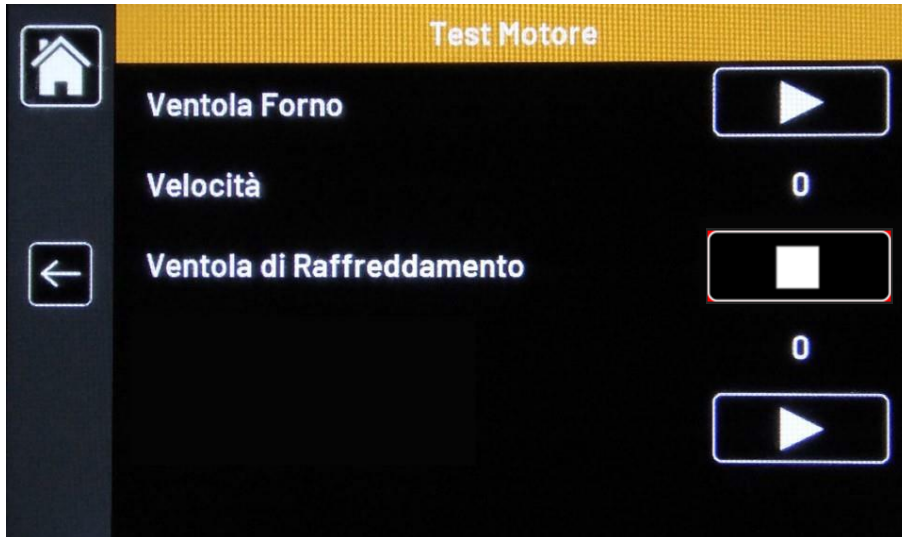 Test Motore
Ventola Forno
Velocità 0
Ventola di Raffreddamento
0